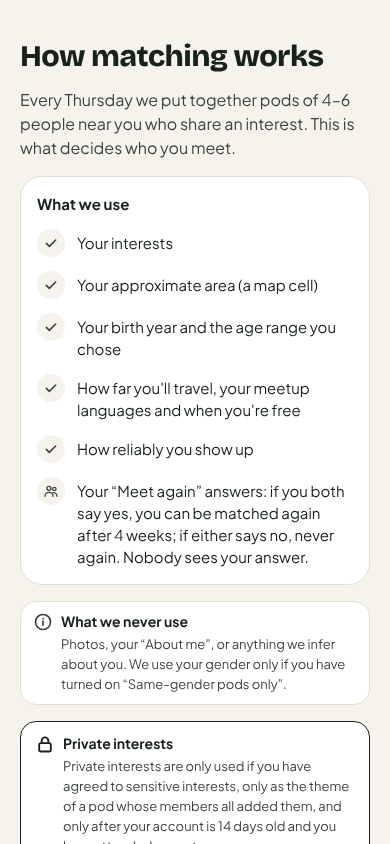 How matching works
Every Thursday we put together pods of 4–6
people near you who share an interest. This is
what decides who you meet.
What we use
Your interests
Your approximate area (a map cell)
Your birth year and the age range you
chose
How far you'll travel, your meetup
languages and when you're free
How reliably you show up
Your “Meet again” answers: if you both
say yes, you can be matched again
after 4 weeks; if either says no, never
again. Nobody sees your answer.
What we never use
Photos, your “About me”, or anything we infer
about you. We use your gender only if you have
turned on “Same-gender pods only”.
Private interests
Private interests are only used if you have
agreed to sensitive interests, only as the theme
of a pod whose members all added them, and
only after your account is 14 days old and you